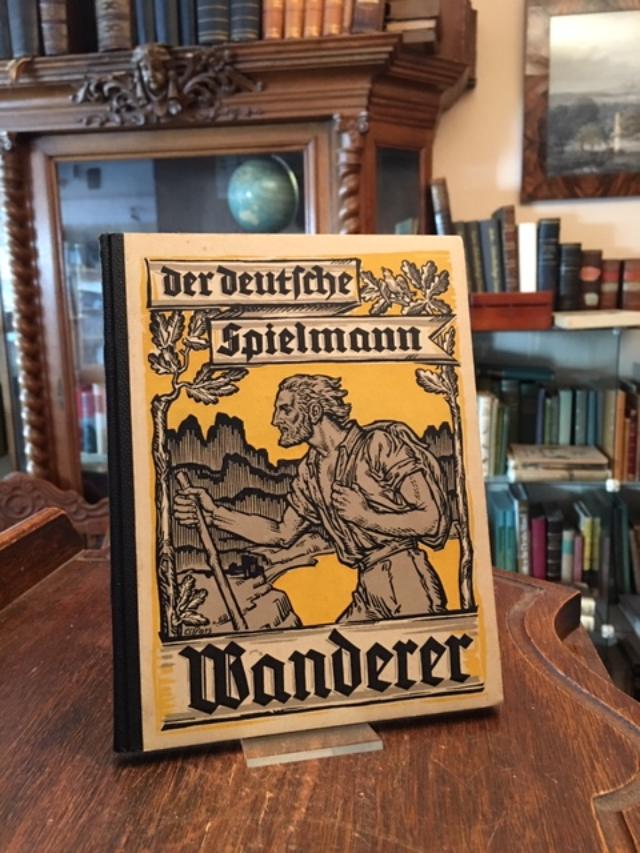 der deutſche
Spielmann
Wanderer